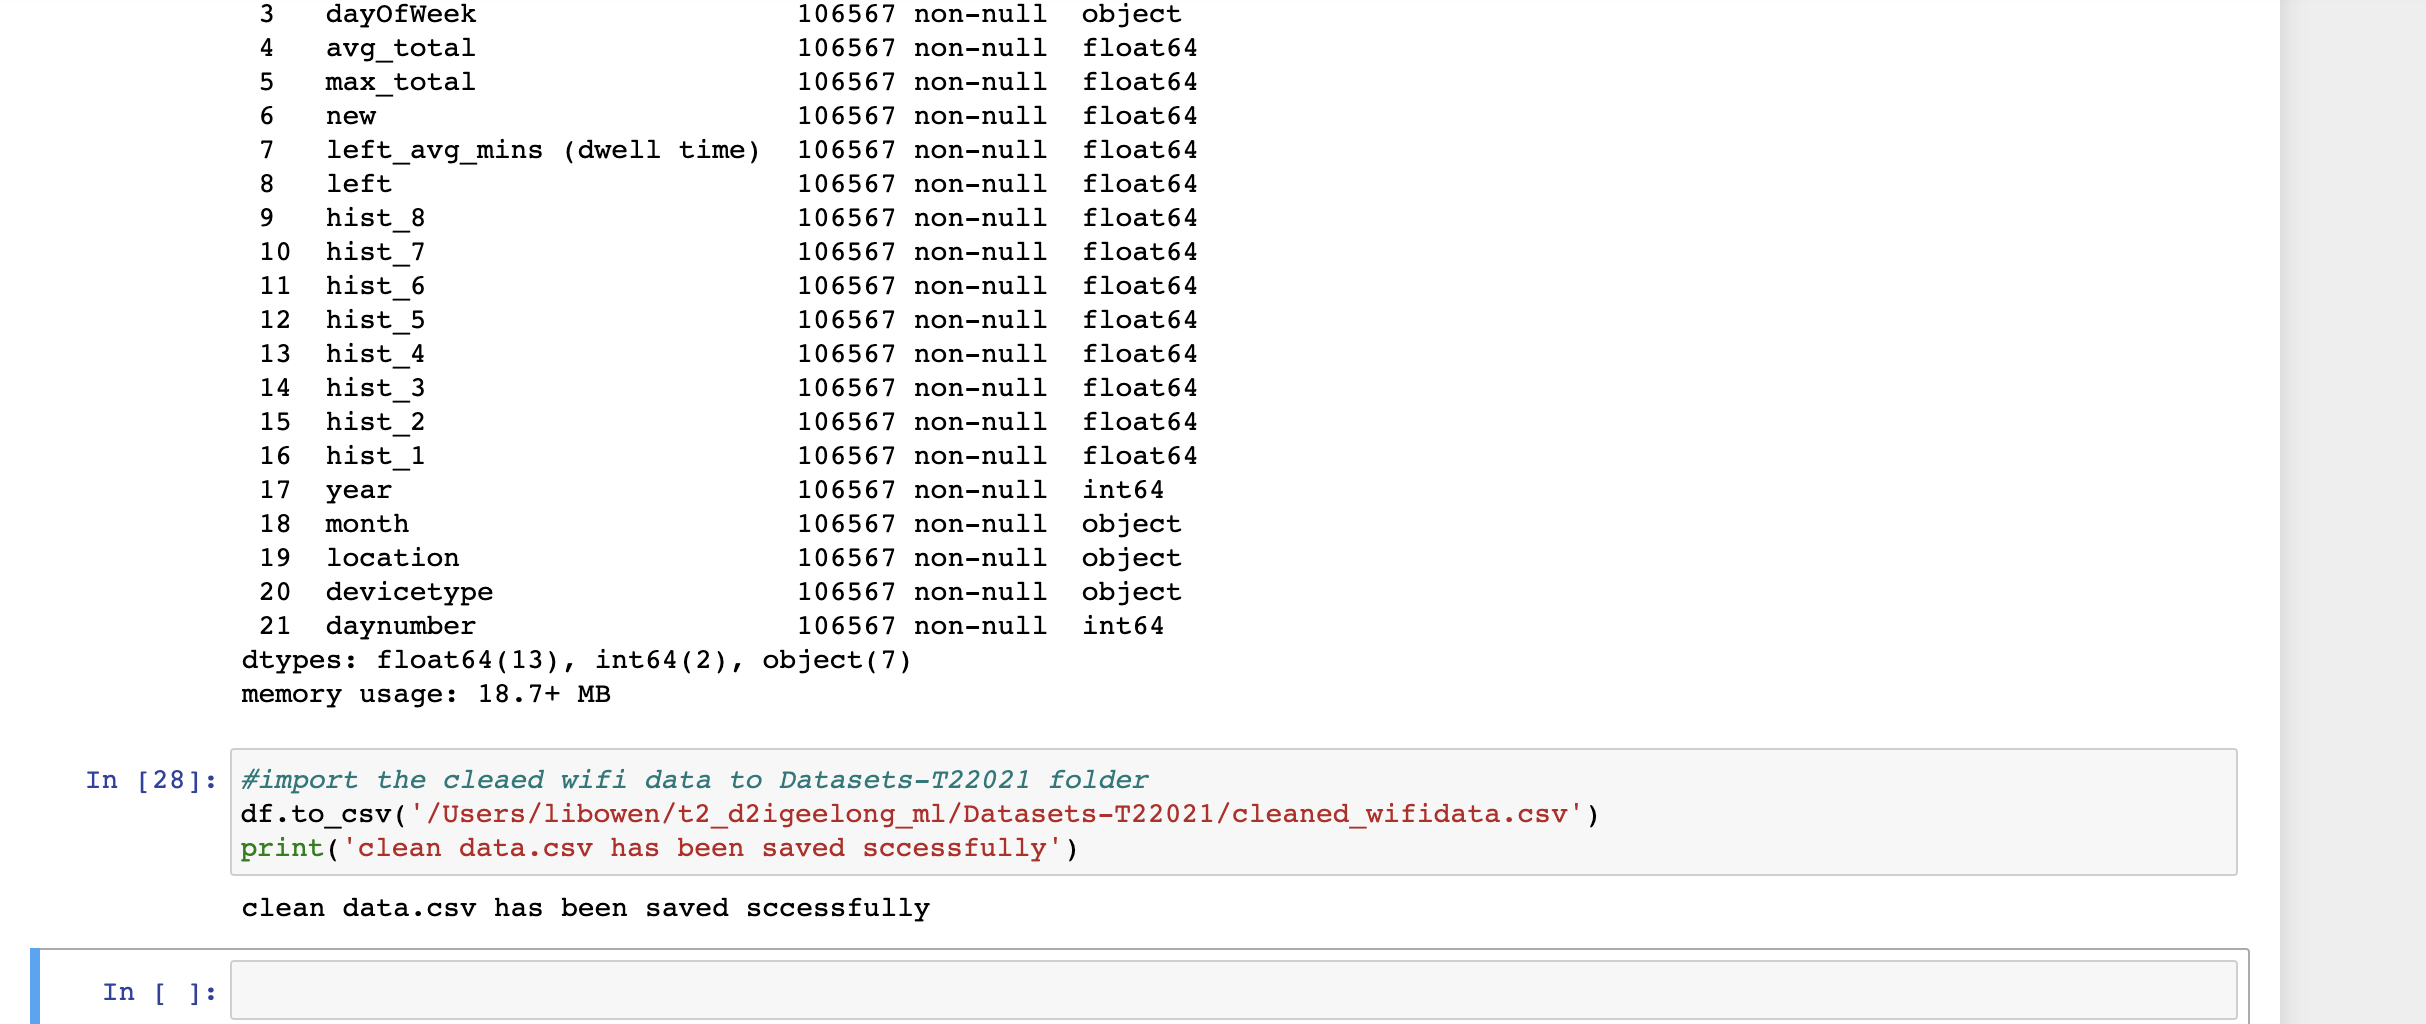 3 dayOfWeek 106567 non-null object
4 avg_total 106567 non-null float64
5 max_total 106567 non-null float64
6 new 106567 non-null float64
7 left_avg_mins (dwell time) 106567 non-null float64
8 left 106567 non-null float64
9 hist_8 106567 non-null float64
10 hist_7 106567 non-null float64
11 hist_6 106567 non-null float64
12 hist_5 106567 non-null float64
13 hist_4 106567 non-null float64
14 hist_3 106567 non-null float64
15 hist_2 106567 non-null float64
16 hist_1 106567 non-null float64
17 year 106567 non-null int64
18 month 106567 non-null object
19 location 106567 non-null object
20 devicetype 106567 non-null object
21 daynumber 106567 non-null int64
dtypes: float64(13), int64(2), object(7)
memory usage: 18.7+ MB
In [28]: #import the cleaed wifi data to Datasets-T22021 folder
df.to_csv('/Users/libowen/t2_d2igeelong_ml/Datasets-T22021/cleaned_wifidata.csv')
print('clean data.csv has been saved sccessfully')
clean data.csv has been saved sccessfully
In [ ]: